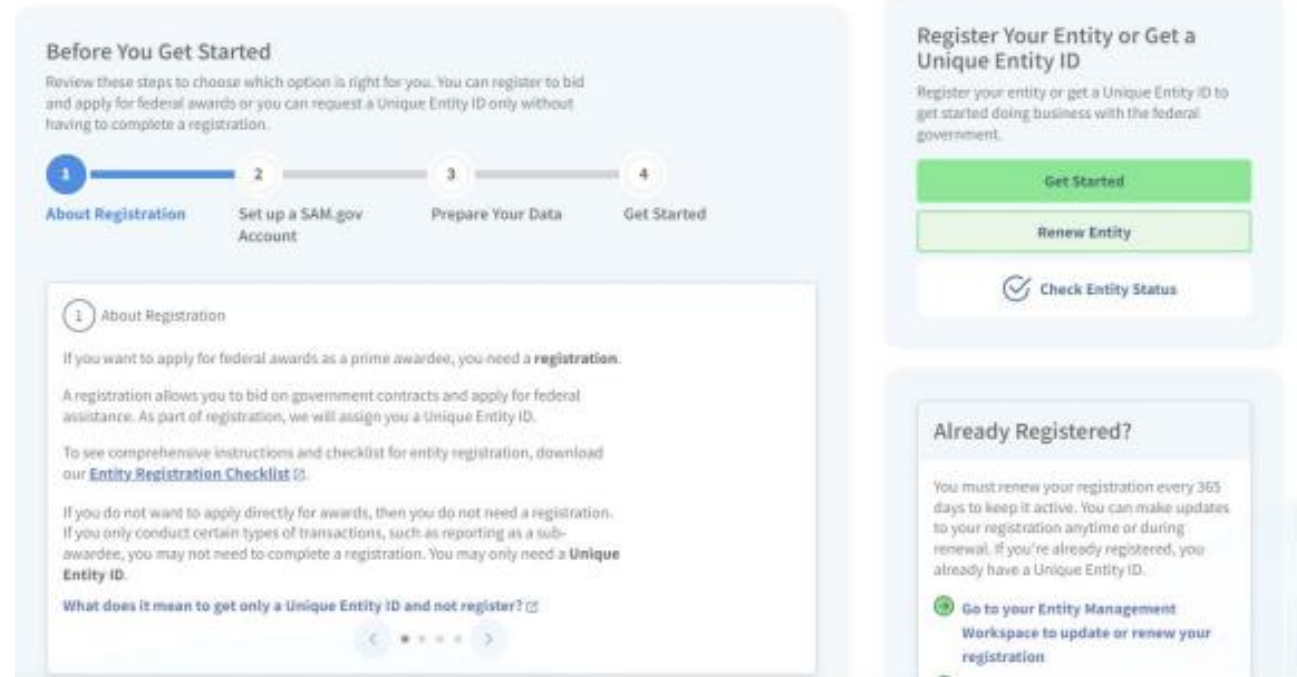 Before You Get Started
Review these steps to choose which option is right for you. You can register to bid
and apply for federal awards or you can request a Unique Entity ID only without
having to complete a registration.
1
2
3
4
About Registration
Set up a SAM.gov
Account
Prepare Your Data
Get Started
1 About Registration
If you want to apply for federal awards as a prime awardee, you need a registration.
A registration allows you to bid on government contracts and apply for federal
assistance. As part of registration, we will assign you a Unique Entity ID.
To see comprehensive instructions and checklist for entity registration, download
our Entity Registration Checklist.
If you do not want to apply directly for awards, then you do not need a registration.
If you only conduct certain types of transactions, such as reporting as a sub-
awardee, you may not need to complete a registration. You may only need a Unique
Entity ID.
What does it mean to get only a Unique Entity ID and not register?
Register Your Entity or Get a
Unique Entity ID
Register your entity or get a Unique Entity ID to
get started doing business with the federal
government.
Get Started
Renew Entity
Check Entity Status
Already Registered?
You must renew your registration every 365
days to keep it active. You can make updates
to your registration anytime or during
renewal. If you're already registered, you
already have a Unique Entity ID.
Go to your Entity Management
Workspace to update or renew your
registration